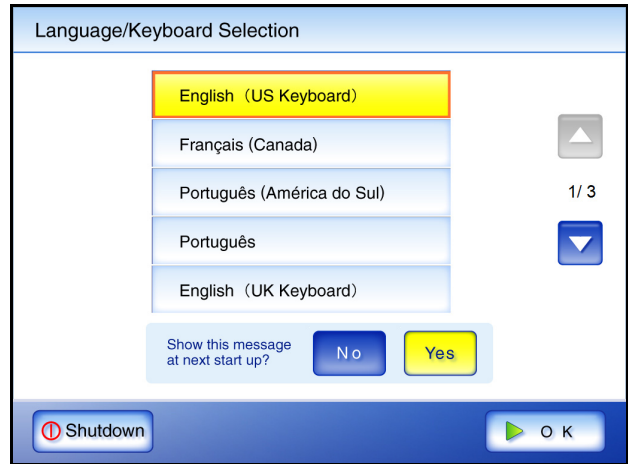 Language/Keyboard Selection
English（US Keyboard）
Français (Canada)
Português (América do Sul)
1/ 3
Português
English（UK Keyboard）
Show this message
at next start up?
No
Yes
Shutdown
OK